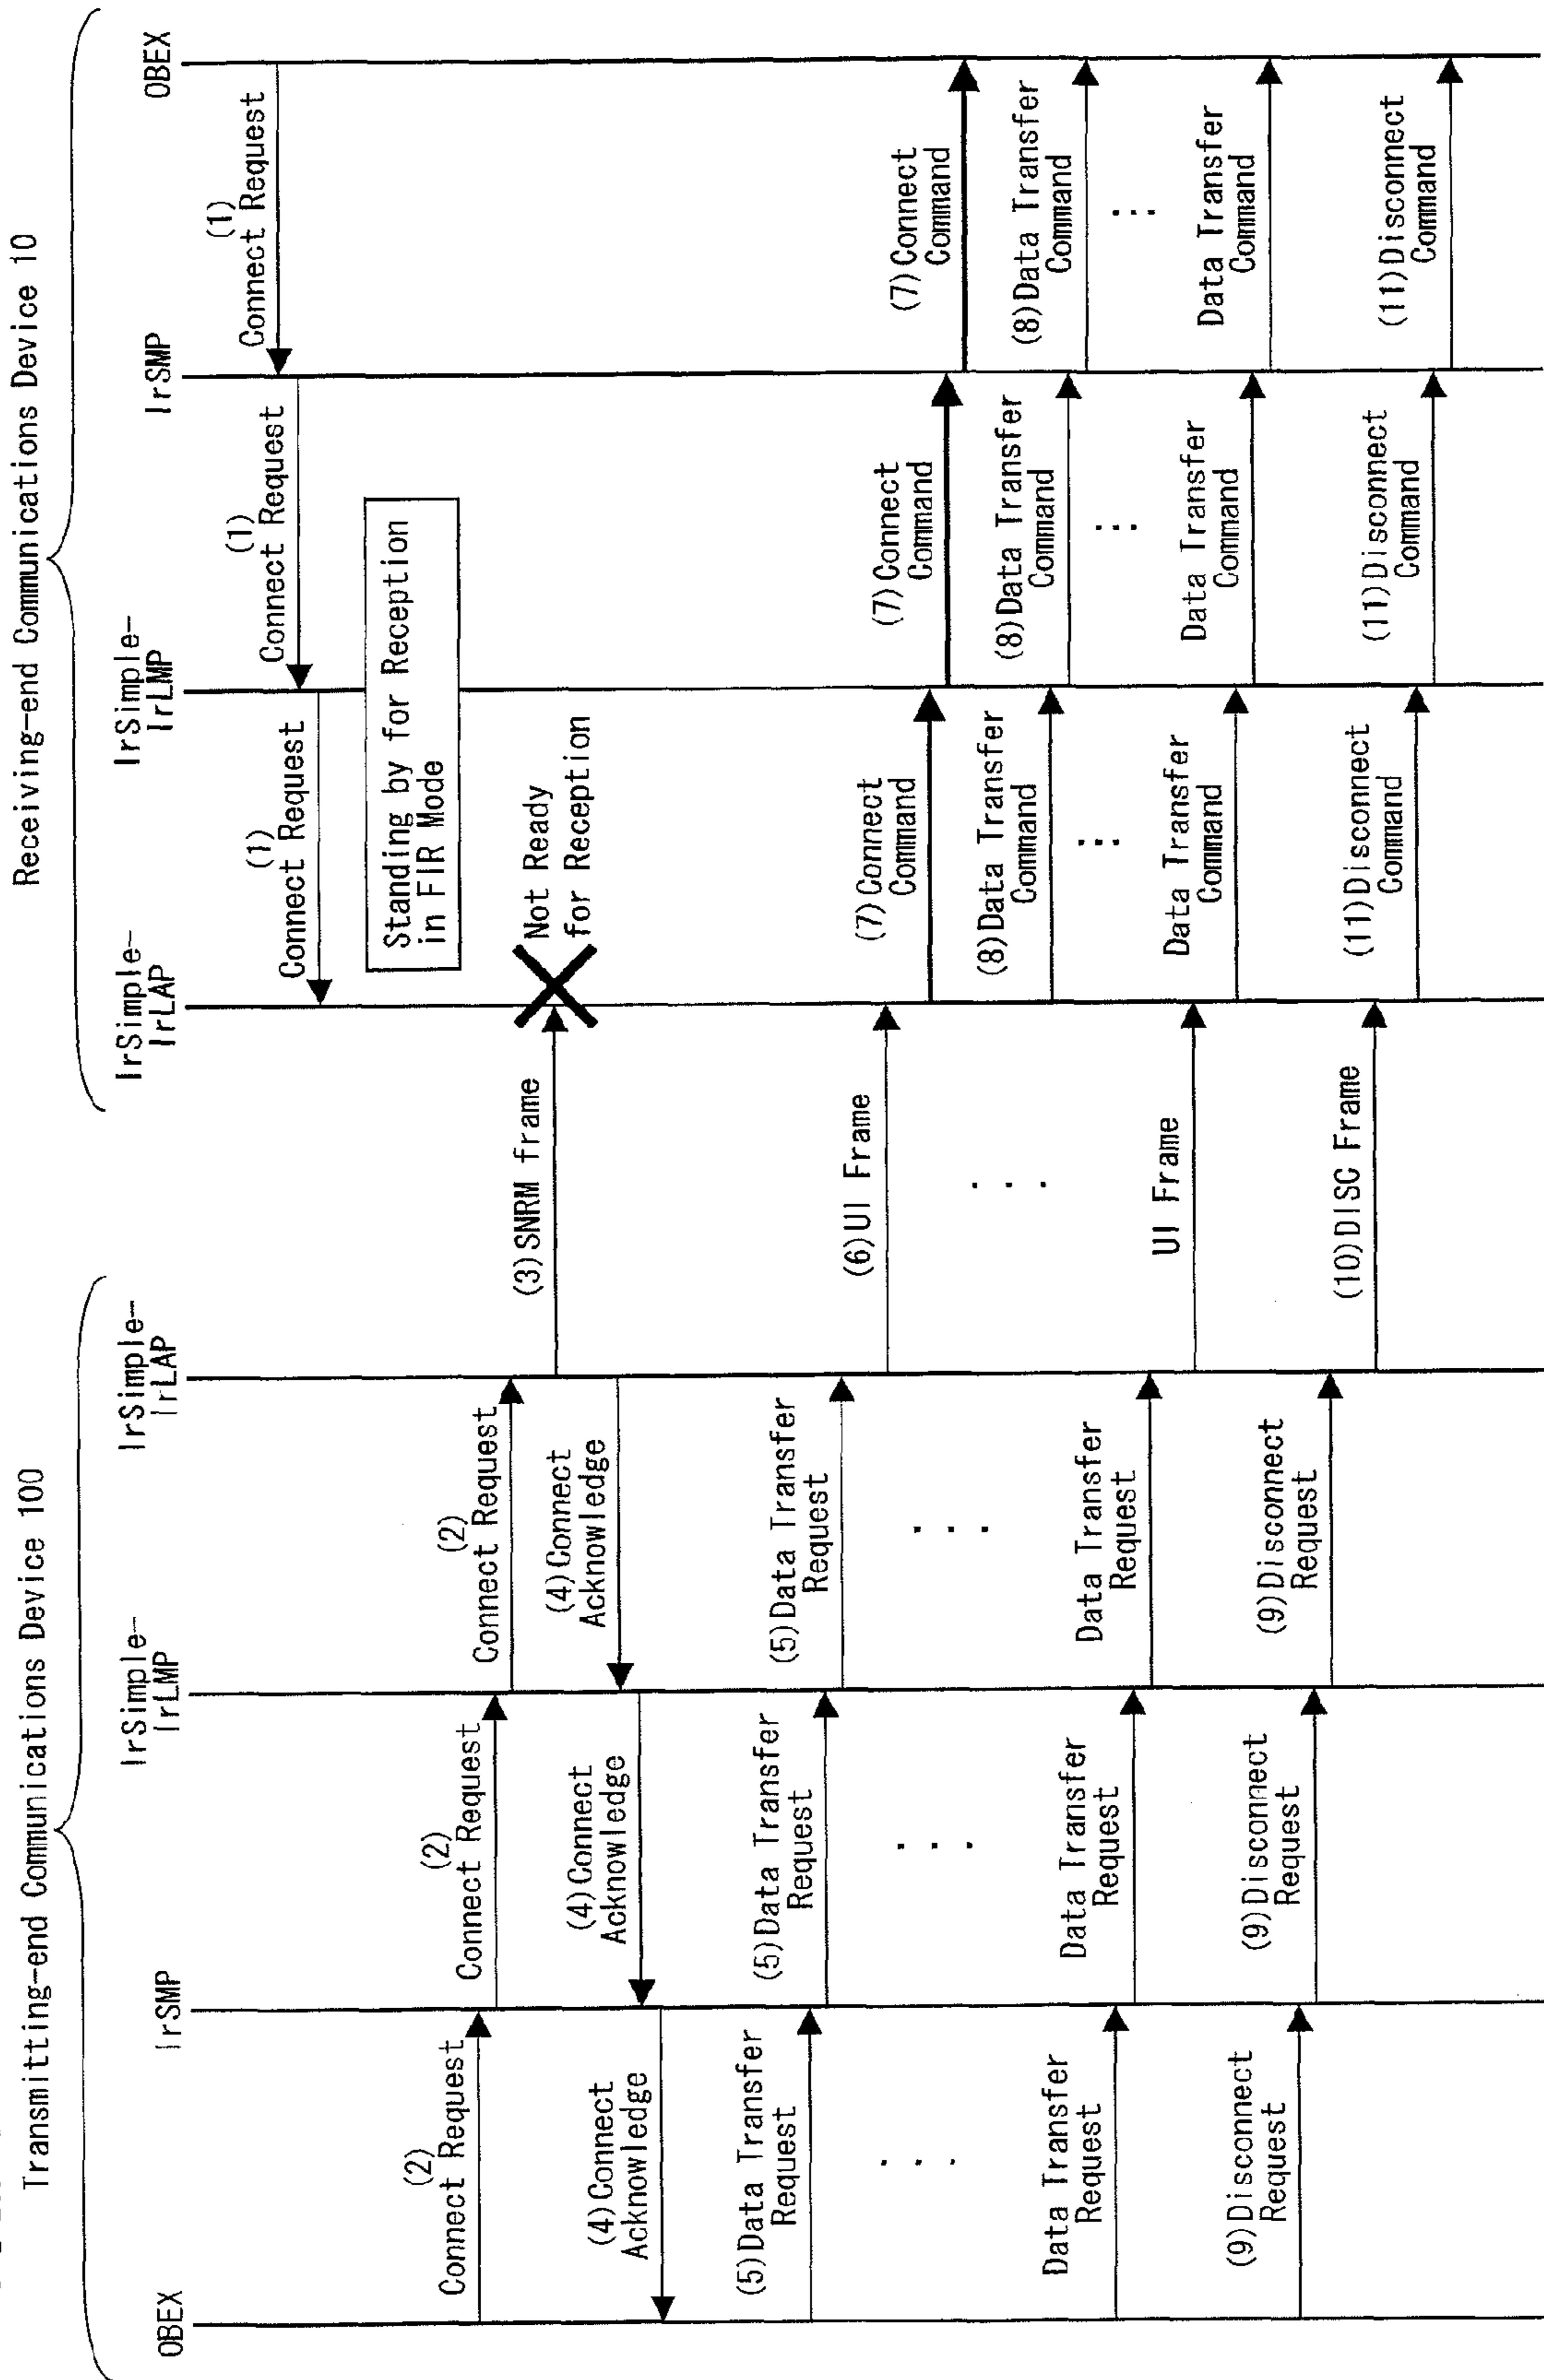 Transmitting-end Communications Device 100
Receiving-end Communications Device 10
OBEX
IrSMP
IrSimple-
IrLMP
IrSimple-
IrLAP
IrSimple-
IrLAP
IrSimple-
IrLMP
IrSMP
OBEX
(1)
Connect Request
(1)
Connect Request
(1)
Connect Request
Standing by for Reception
in FIR Mode
(2)
Connect Request
(2)
Connect Request
(2)
Connect Request
(3)SNRM frame
Not Ready
for Reception
(4)Connect
Acknowledge
(4)Connect
Acknowledge
(4)Connect
Acknowledge
(5)Data Transfer
Request
(5)Data Transfer
Request
(5)Data Transfer
Request
(6)UI Frame
(7)Connect
Command
(7)Connect
Command
(7)Connect
Command
(8)Data Transfer
Command
(8)Data Transfer
Command
(8)Data Transfer
Command
...
...
...
...
...
...
...
Data Transfer
Request
Data Transfer
Request
Data Transfer
Request
UI Frame
Data Transfer
Command
Data Transfer
Command
Data Transfer
Command
(9)Disconnect
Request
(9)Disconnect
Request
(9)Disconnect
Request
(10)DISC Frame
(11)Disconnect
Command
(11)Disconnect
Command
(11)Disconnect
Command